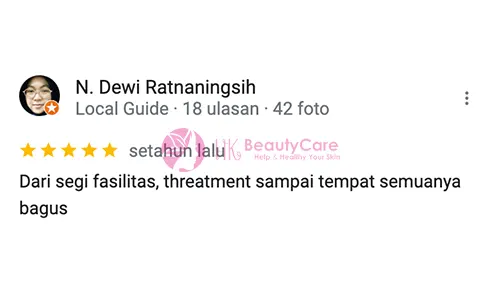 N. Dewi Ratnaningsih
Local Guide · 18 ulasan · 42 foto
setahun lalu
HK BeautyCare
Help & Healthy Your Skin
Dari segi fasilitas, threatment sampai tempat semuanya
bagus